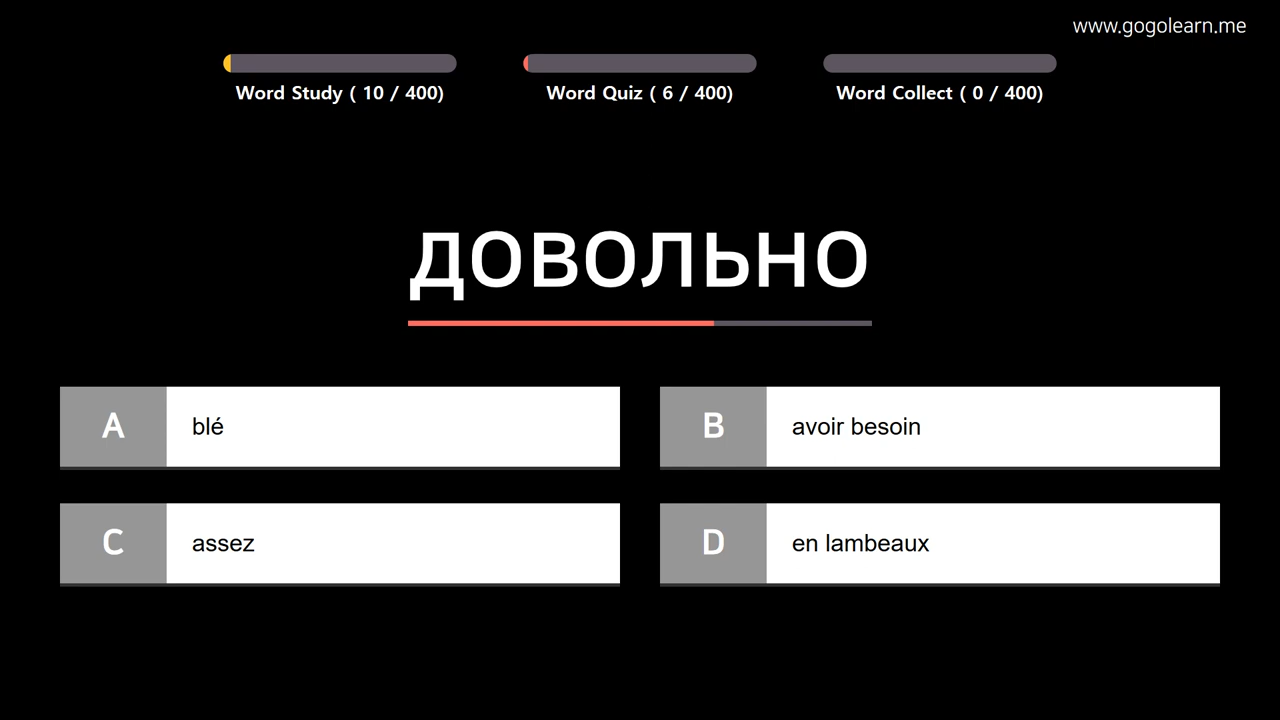 www.gogolearn.me
Word Study ( 10 / 400)
Word Quiz ( 6 / 400)
Word Collect ( 0 / 400)
довольно
A blé
B avoir besoin
C assez
D en lambeaux